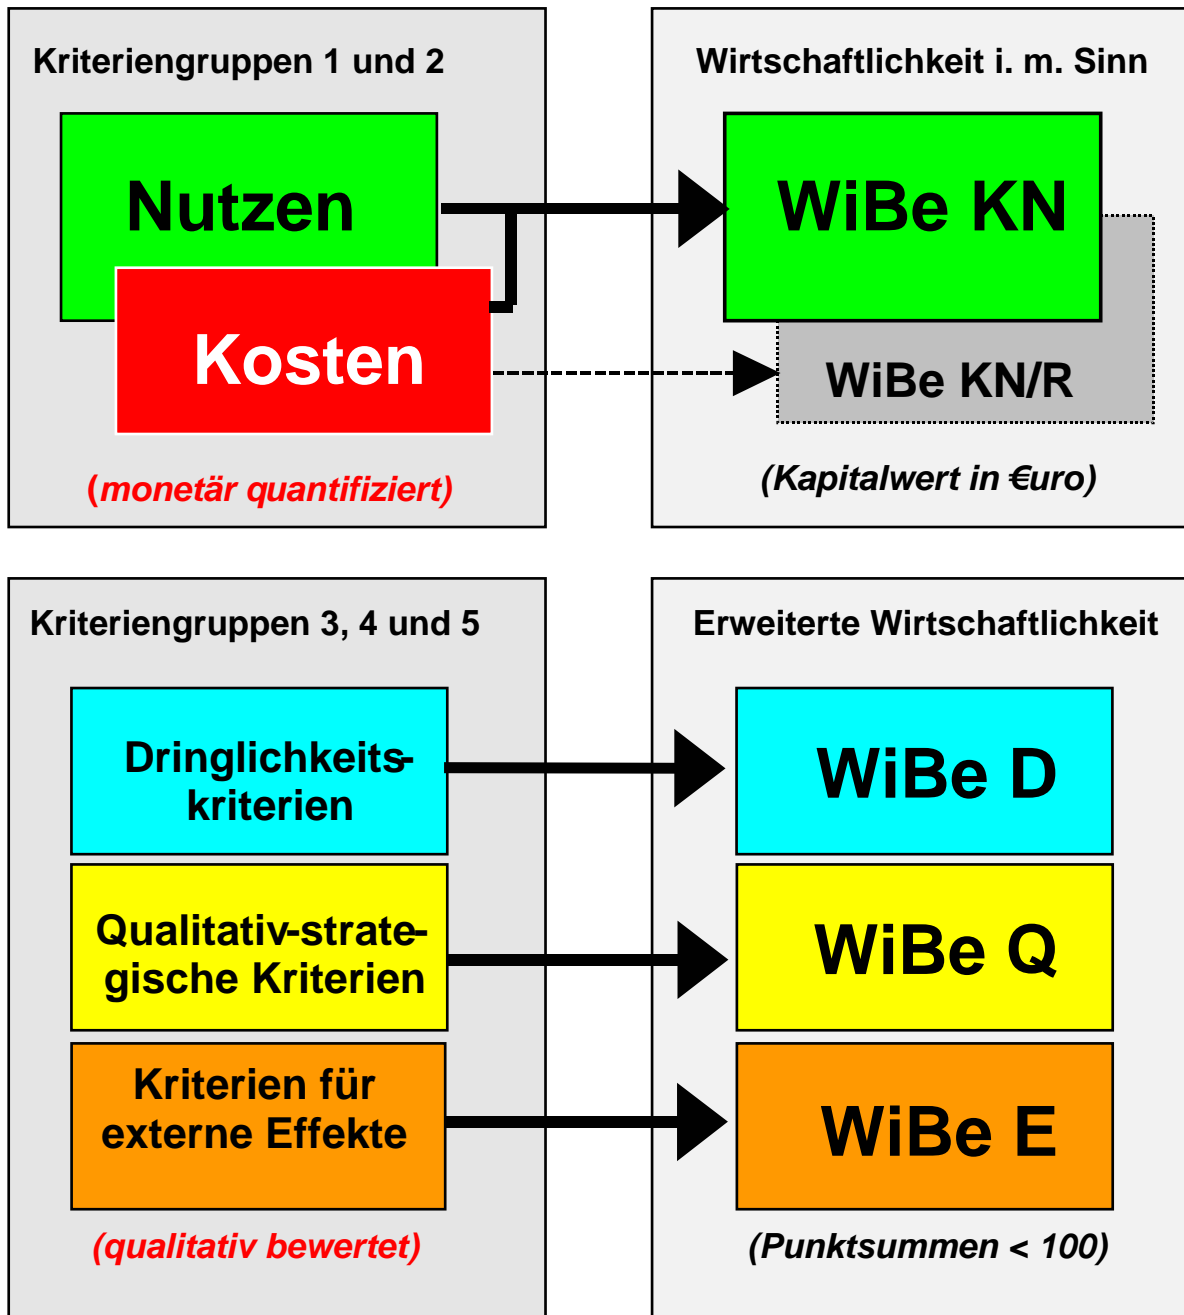 Kriteriengruppen 1 und 2
Nutzen
Kosten
(monetär quantifiziert)
Wirtschaftlichkeit i. m. Sinn
WiBe KN
WiBe KN/R
(Kapitalwert in €uro)
Kriteriengruppen 3, 4 und 5
Dringlichkeits-
kriterien
Qualitativ-strate-
gische Kriterien
Kriterien für
externe Effekte
(qualitativ bewertet)
Erweiterte Wirtschaftlichkeit
WiBe D
WiBe Q
WiBe E
(Punktsummen < 100)